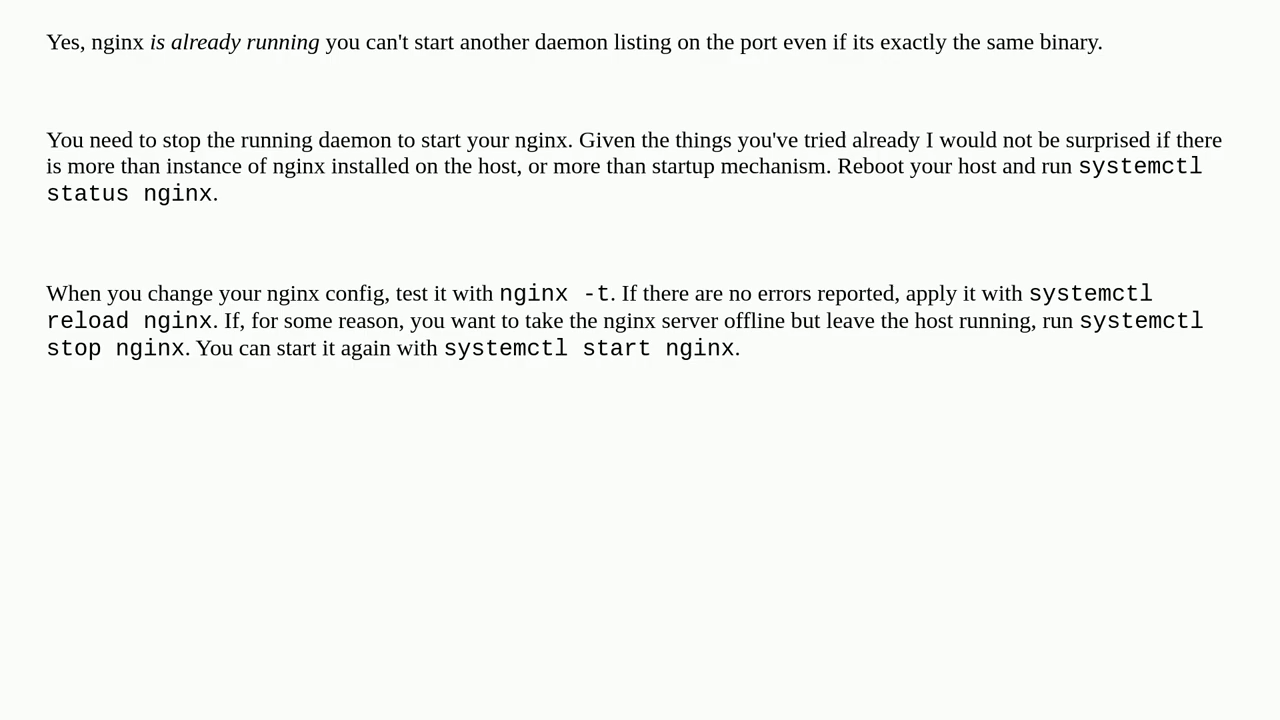 Yes, nginx is already running you can't start another daemon listing on the port even if its exactly the same binary.
You need to stop the running daemon to start your nginx. Given the things you've tried already I would not be surprised if there
is more than instance of nginx installed on the host, or more than startup mechanism. Reboot your host and run systemctl
status nginx.
When you change your nginx config, test it with nginx -t. If there are no errors reported, apply it with systemctl
reload nginx. If, for some reason, you want to take the nginx server offline but leave the host running, run systemctl
stop nginx. You can start it again with systemctl start nginx.